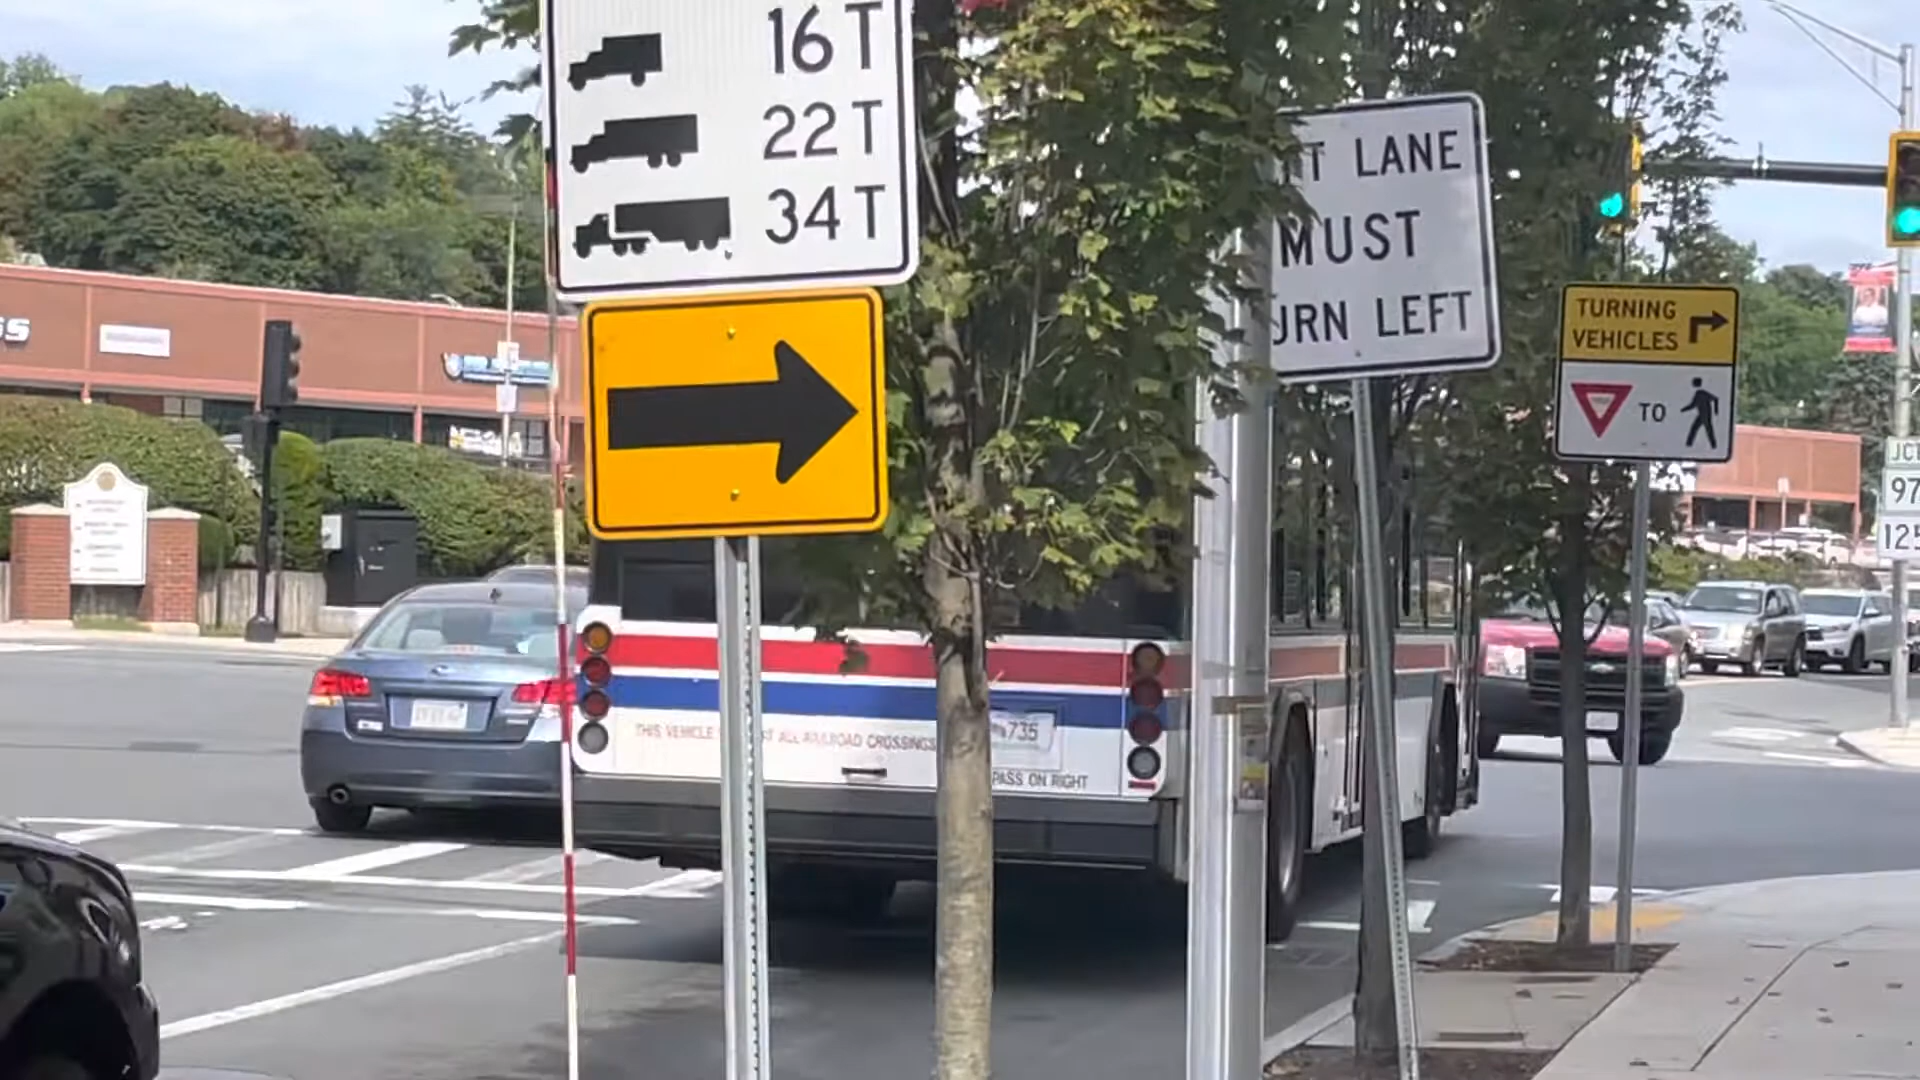 16 T
22 T
34 T
LANE
MUST
LEFT
TURNING
VEHICLES
TO
JCT
97
125
THIS VEHICLE
ALL RAILROAD CROSSINGS
735
PASS ON RIGHT